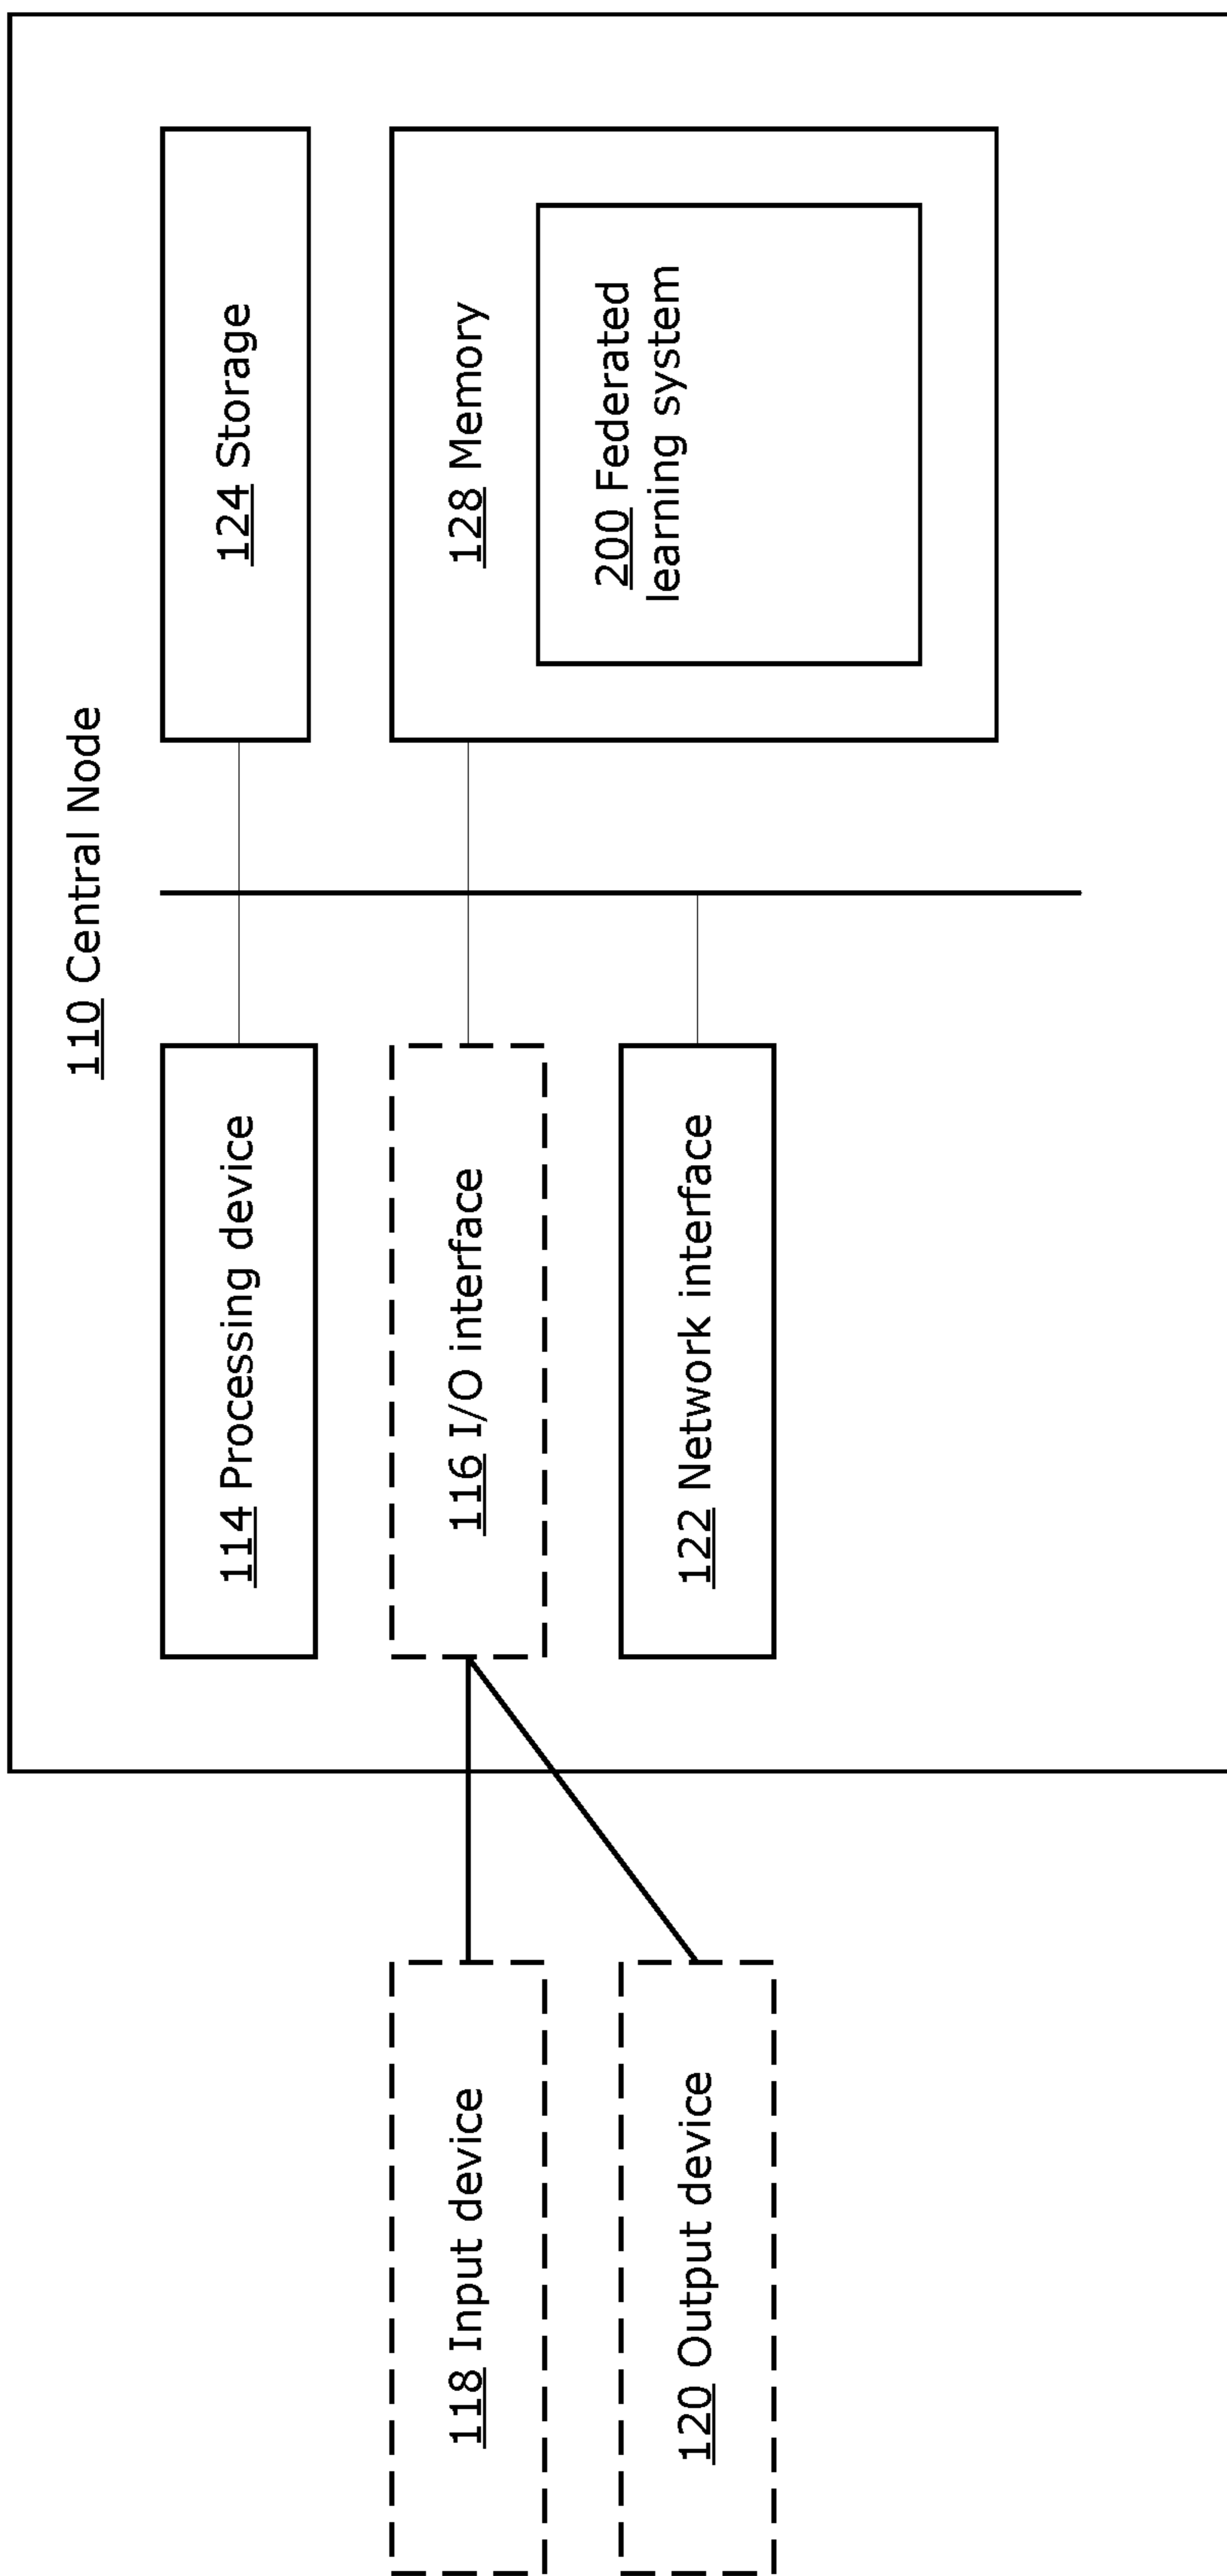 110 Central Node
114 Processing device
124 Storage
118 Input device
116 I/O interface
128 Memory
120 Output device
122 Network interface
200 Federated
learning system